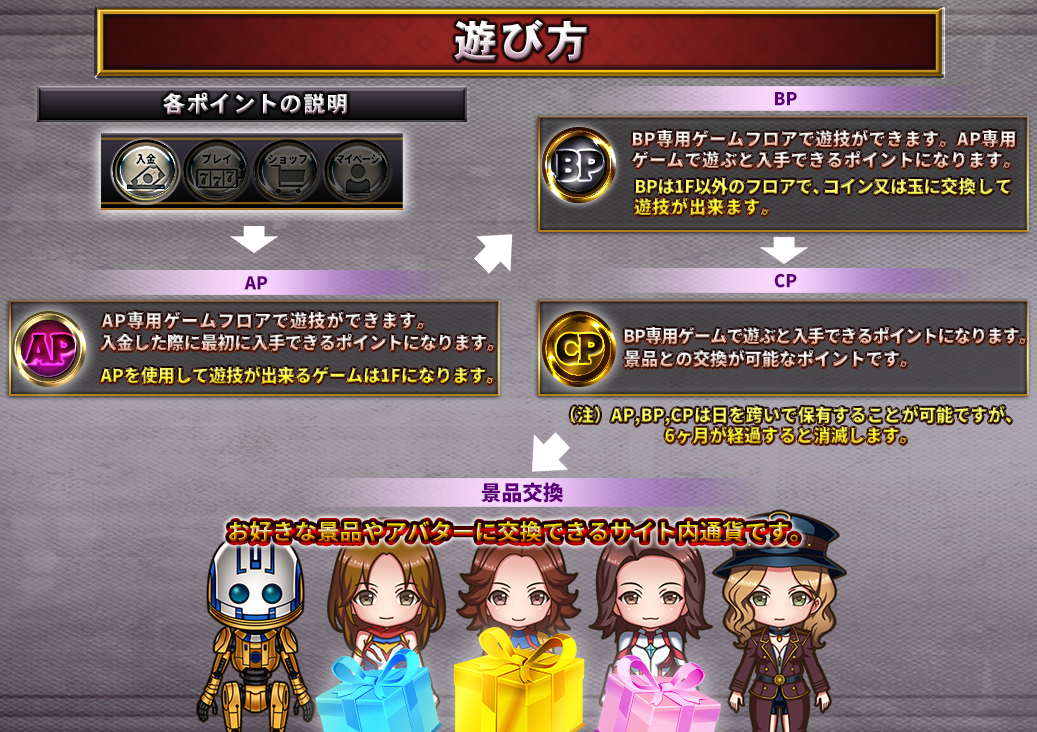 遊び方
各ポイントの説明
入金
プレイ
777
ショップ
マイページ
AP
AP
AP専用ゲームフロアで遊技ができます。
入金した際に最初に入手できるポイントになります。
APを使用して遊技が出来るゲームは1Fになります。
BP
BP
BP専用ゲームフロアで遊技ができます。AP専用
ゲームで遊ぶと入手できるポイントになります。
BPは1F以外のフロアで、コイン又は玉に交換して
遊技が出来ます。
CP
CP
BP専用ゲームで遊ぶと入手できるポイントになります。
景品との交換が可能なポイントです。
（注）AP,BP,CPは日を跨いで保有することが可能ですが、
6ヶ月が経過すると消滅します。
景品交換
お好きな景品やアバターに交換できるサイト内通貨です。